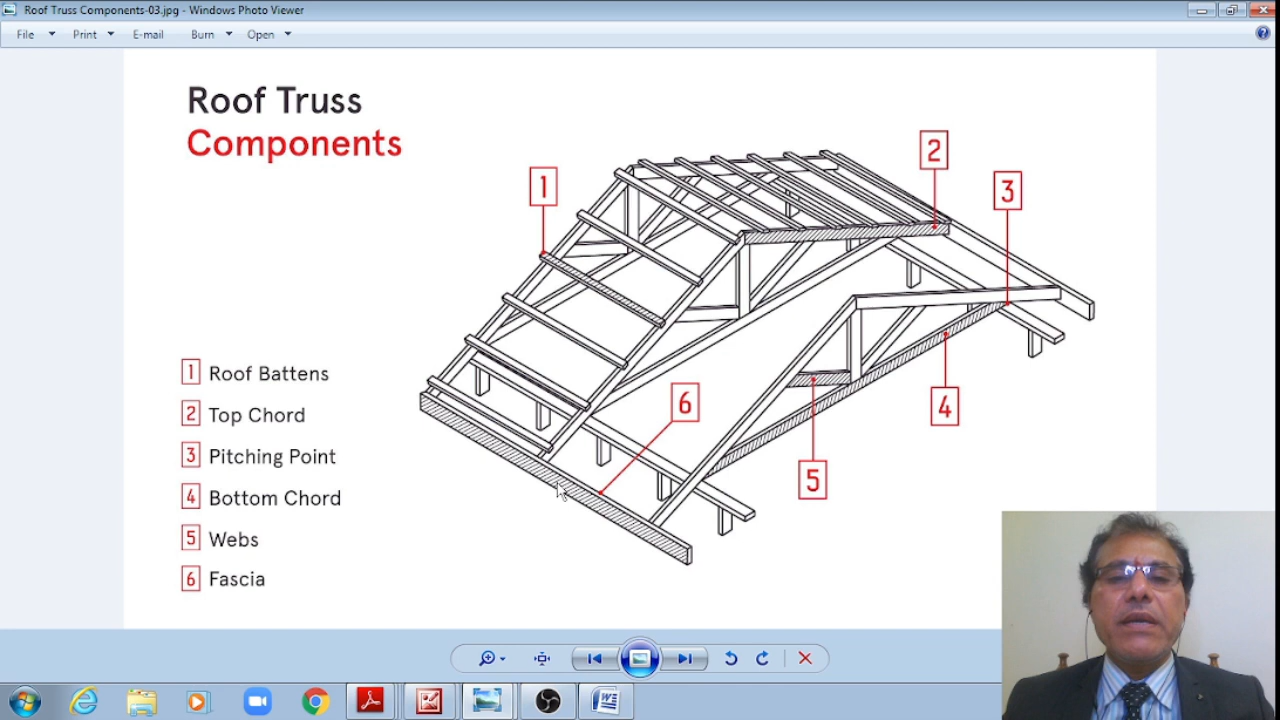 Roof Truss Components-03.jpg - Windows Photo Viewer
File Print E-mail Burn Open
Roof Truss
Components
1
2
3
4
5
6
1 Roof Battens
2 Top Chord
3 Pitching Point
4 Bottom Chord
5 Webs
6 Fascia